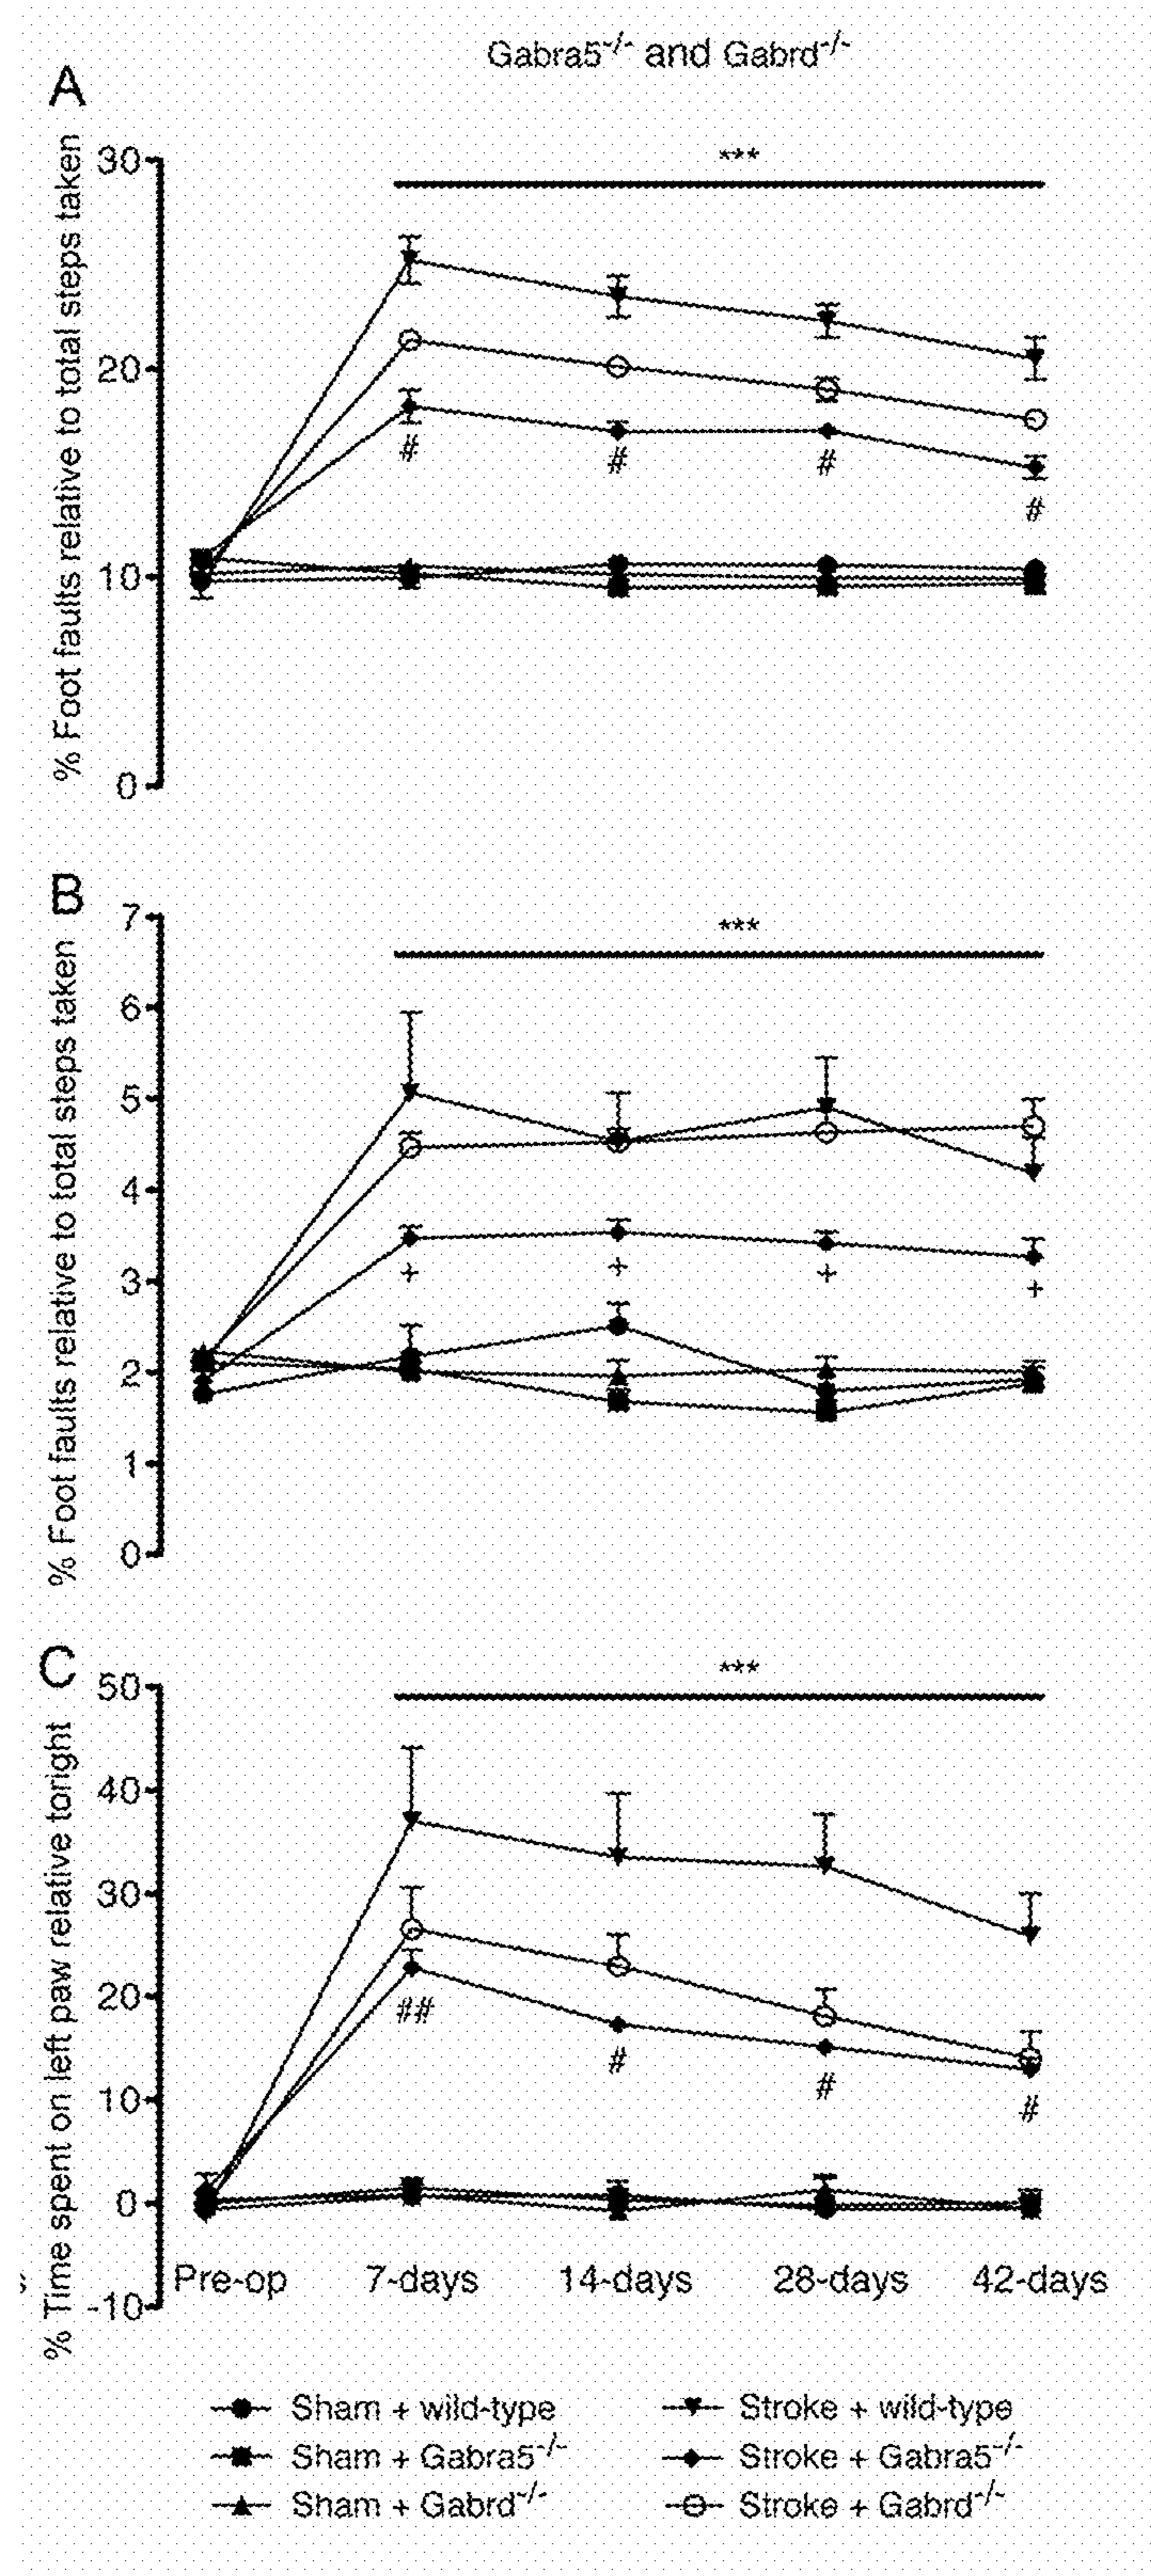 Gabra5-/- and Gabrd-/-
A
% Foot faults relative to total steps taken
30
20
10
0
***
#
#
#
#
B
% Foot faults relative to total steps taken
7
6
5
4
3
2
1
0
***
+
+
+
+
C
% Time spent on left paw relative toright
50
40
30
20
10
0
-10
***
##
#
#
#
Pre-op 7-days 14-days 28-days 42-days
Sham + wild-type
Sham + Gabra5-/-
Sham + Gabrd-/-
Stroke + wild-type
Stroke + Gabra5-/-
Stroke + Gabrd-/-